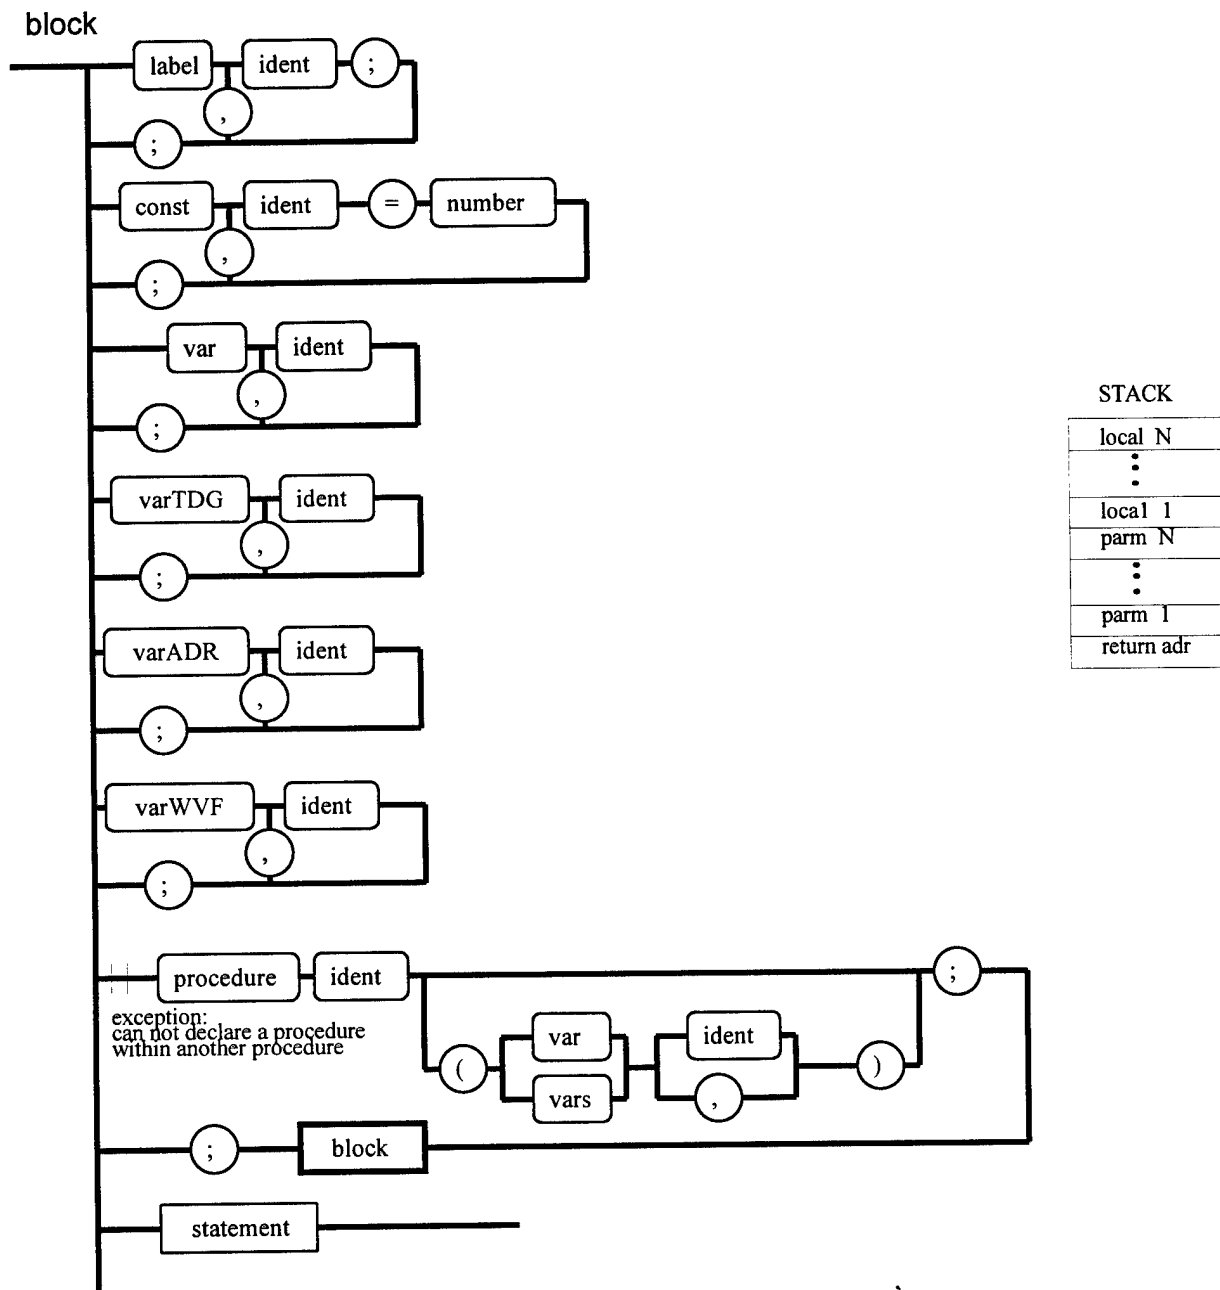 block
label ident ;
,
;
const ident = number
,
;
var ident
,
;
STACK
local N
local 1
parm N
parm 1
return adr
varTDG ident
,
;
varADR ident
,
;
varWVF ident
,
;
procedure ident ;
exception:
can not declare a procedure
within another procedure
( var ident )
vars ,
; block
statement